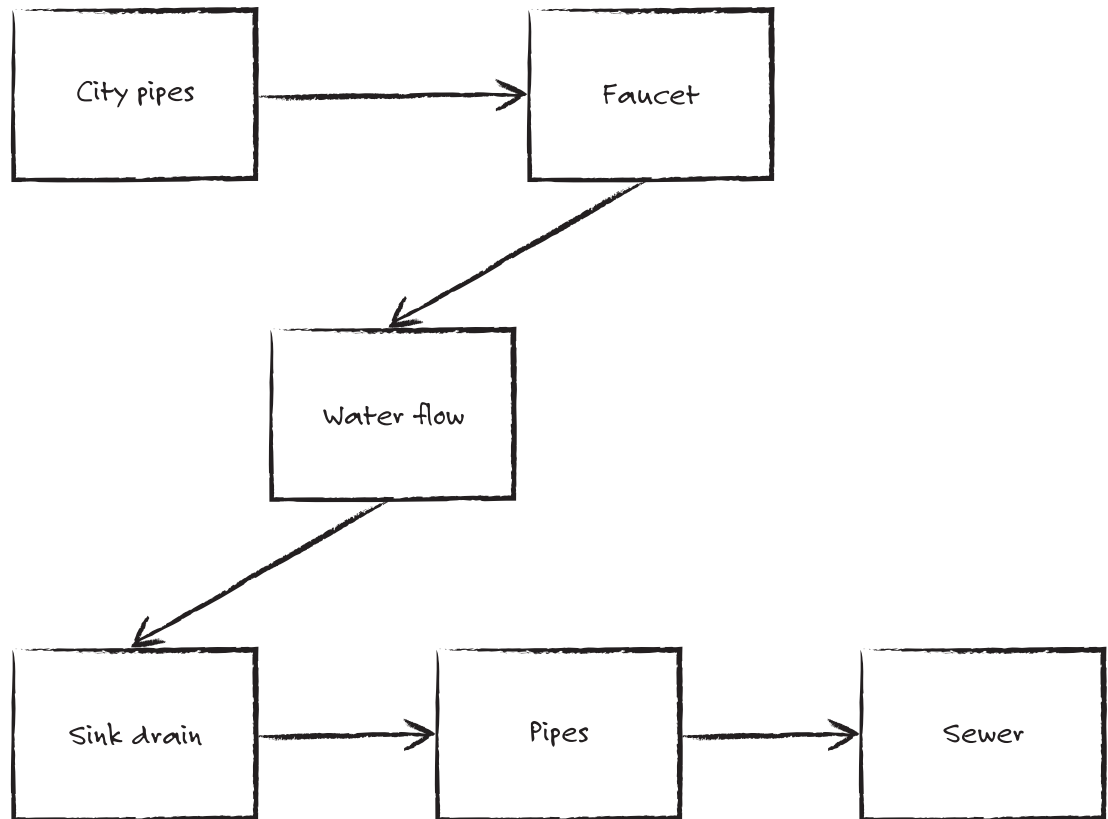 City pipes
Faucet
Water flow
Sink drain
Pipes
Sewer